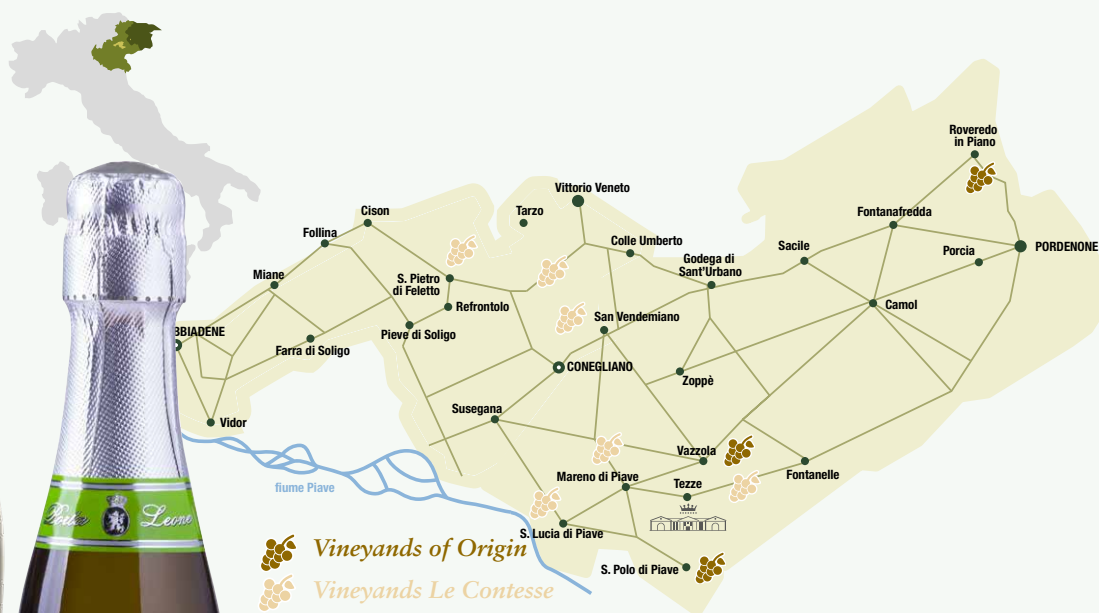 Roveredo
in Piano
Vittorio Veneto
Cison
Tarzo
Fontanafredda
Follina
Colle Umberto
Sacile
PORDENONE
Porcia
Godega di
Sant'Urbano
Miane
S. Pietro
di Feletto
Refrontolo
Camol
San Vendemiano
BBIADENE
Pieve di Soligo
Farra di Soligo
CONEGLIANO
Zoppè
Susegana
Vidor
Vazzola
Mareno di Piave
Fontanelle
Tezze
fiume Piave
S. Lucia di Piave
S. Polo di Piave
Leone
Vineyands of Origin
Vineyands Le Contesse